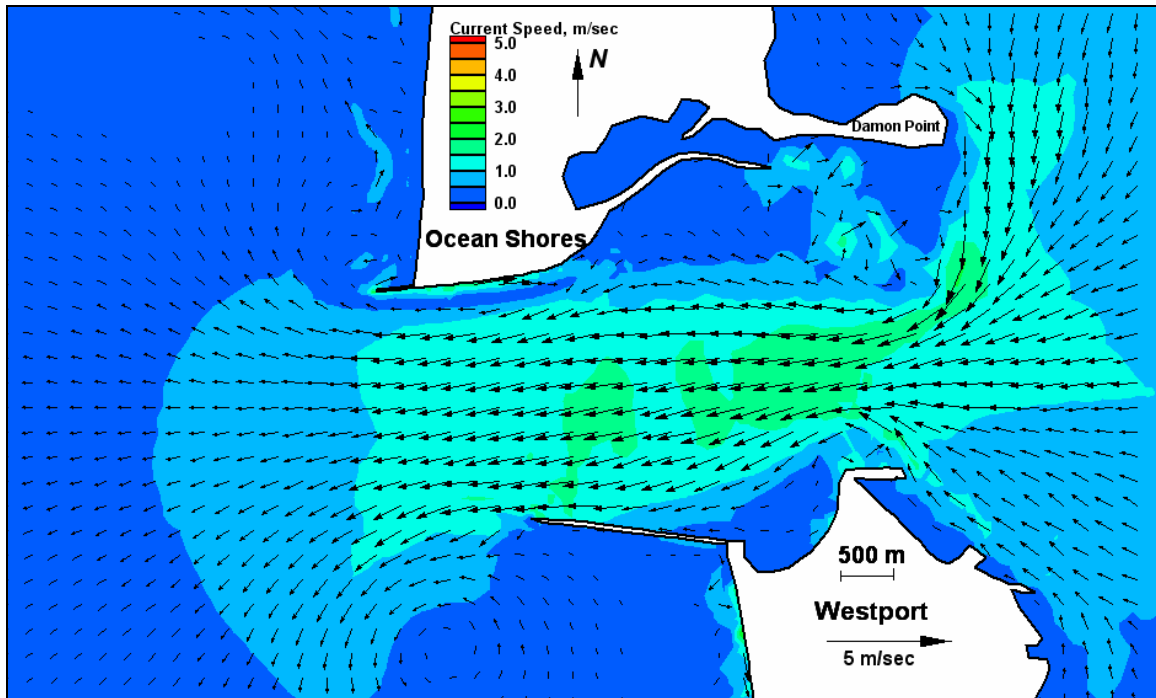 Current Speed, m/sec
5.0
4.0
3.0
2.0
1.0
0.0
N
Damon Point
Ocean Shores
500 m
Westport
5 m/sec